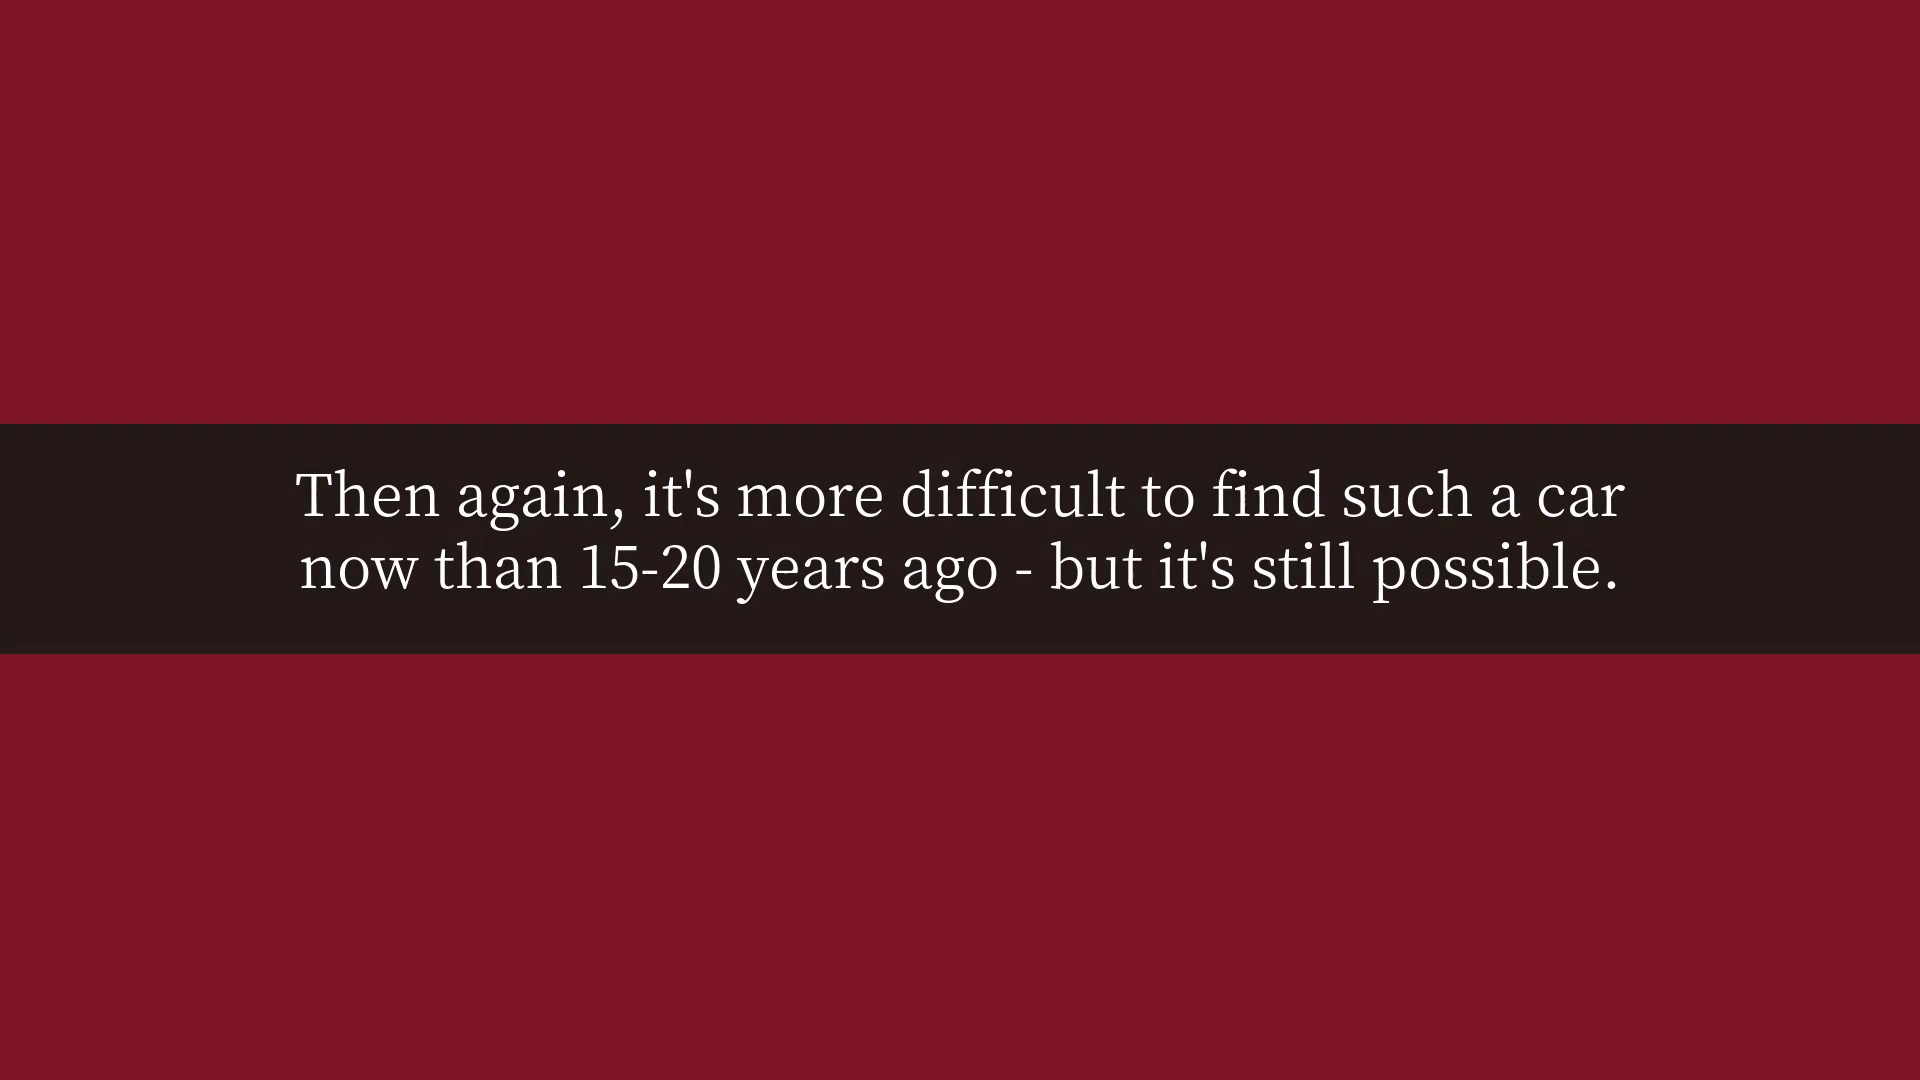 Then again, it's more difficult to find such a car
now than 15-20 years ago - but it's still possible.